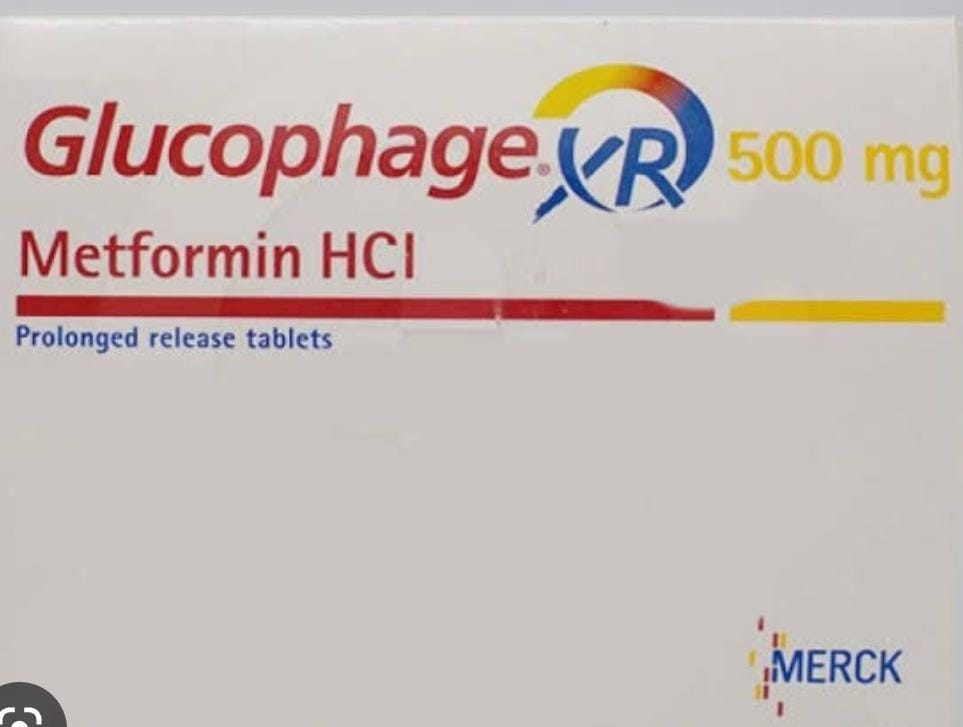 Glucophage® XR 500 mg
Metformin HCl
Prolonged release tablets
MERCK